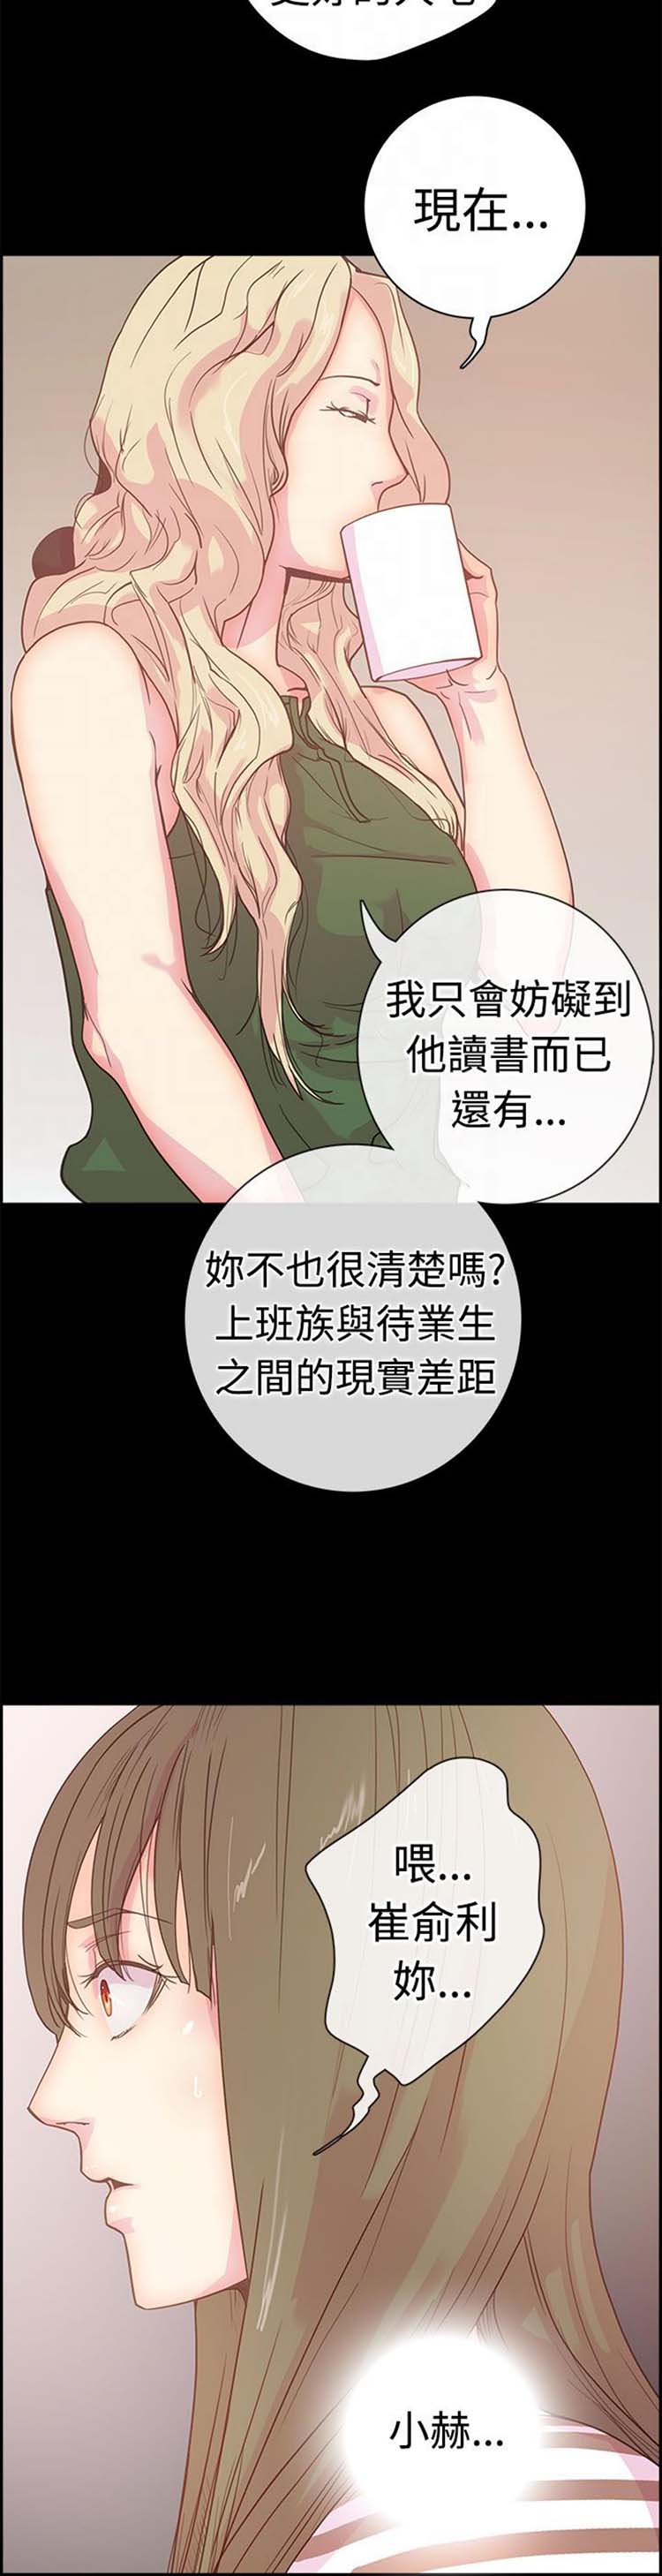 現在...
我只會妨礙到
他讀書而已
還有...
妳不也很清楚嗎?
上班族與待業生
之間的現實差距
喂...
崔俞利
妳...
小赫...